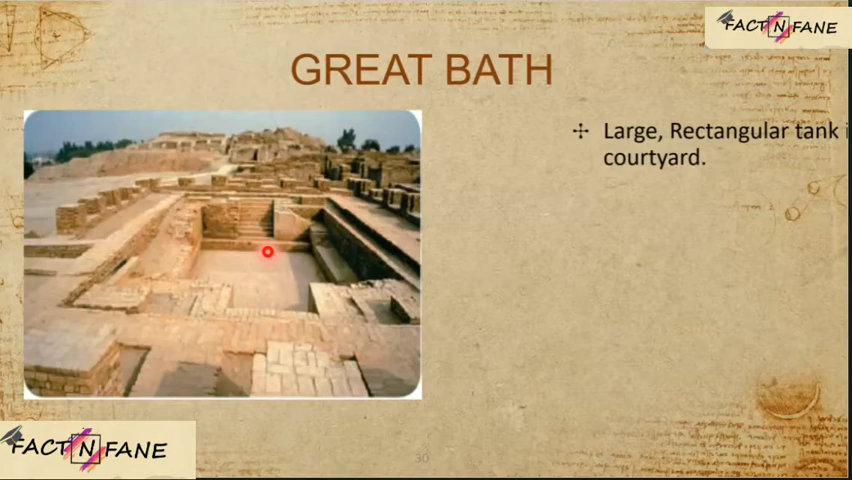 FACT N FANE
GREAT BATH
✣ Large, Rectangular tank i
courtyard.
FACT N FANE
30